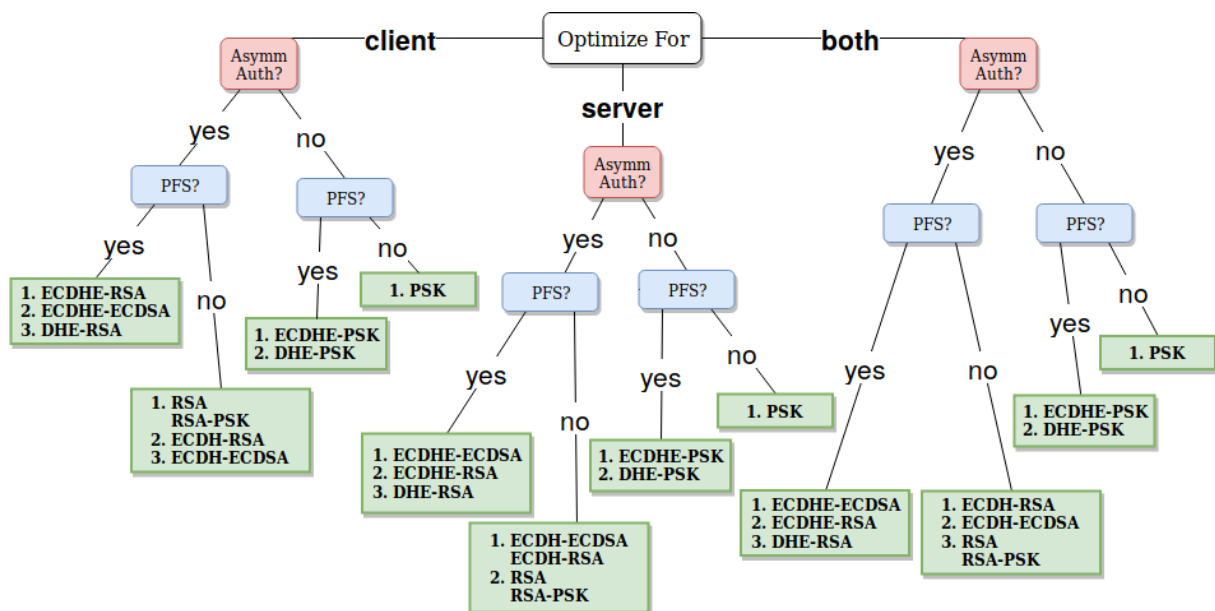 Optimize For
client
server
both
Asymm
Auth?
yes
no
PFS?
yes
no
1. ECDHE-RSA
2. ECDHE-ECDSA
3. DHE-RSA
1. RSA
RSA-PSK
2. ECDH-RSA
3. ECDH-ECDSA
PFS?
yes
no
1. ECDHE-PSK
2. DHE-PSK
1. PSK
Asymm
Auth?
yes
no
PFS?
yes
no
1. ECDHE-ECDSA
2. ECDHE-RSA
3. DHE-RSA
1. ECDH-ECDSA
ECDH-RSA
2. RSA
RSA-PSK
PFS?
yes
no
1. ECDHE-PSK
2. DHE-PSK
1. PSK
Asymm
Auth?
yes
no
PFS?
yes
no
1. ECDHE-ECDSA
2. ECDHE-RSA
3. DHE-RSA
1. ECDH-RSA
2. ECDH-ECDSA
3. RSA
RSA-PSK
PFS?
yes
no
1. ECDHE-PSK
2. DHE-PSK
1. PSK